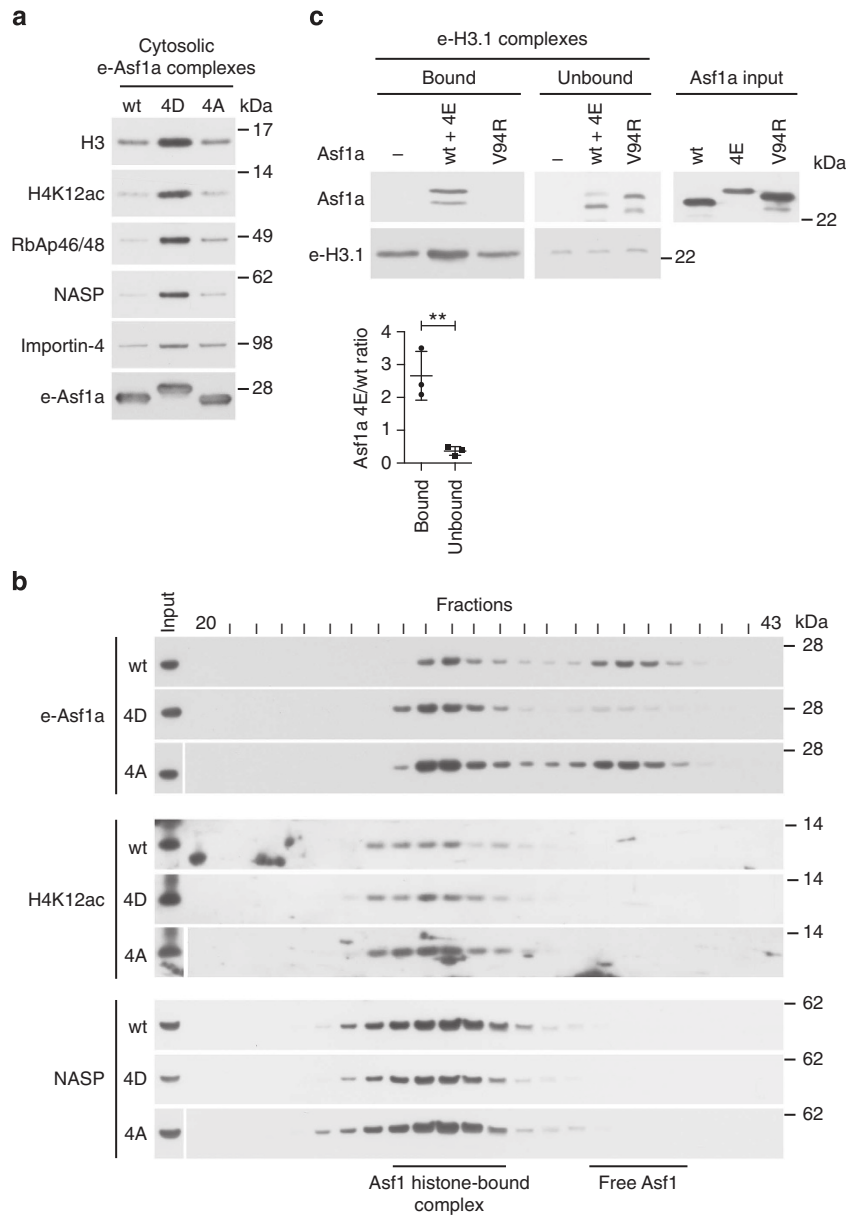 a
Cytosolic
e-Asf1a complexes
wt 4D 4A kDa
H3
17
14
H4K12ac
RbAp46/48
49
62
NASP
Importin-4
98
28
e-Asf1a
c
e-H3.1 complexes
Bound Unbound Asf1a input
Asf1a – wt + 4E V94R – wt + 4E V94R wt 4E V94R kDa
Asf1a
22
e-H3.1
22
**
4
3
2
1
0
Asf1a 4E/wt ratio
Bound
Unbound
b
Input 20 Fractions 43 kDa
e-Asf1a
wt 28
4D 28
4A 28
H4K12ac
wt 14
4D 14
4A 14
NASP
wt 62
4D 62
4A 62
Asf1 histone-bound
complex
Free Asf1